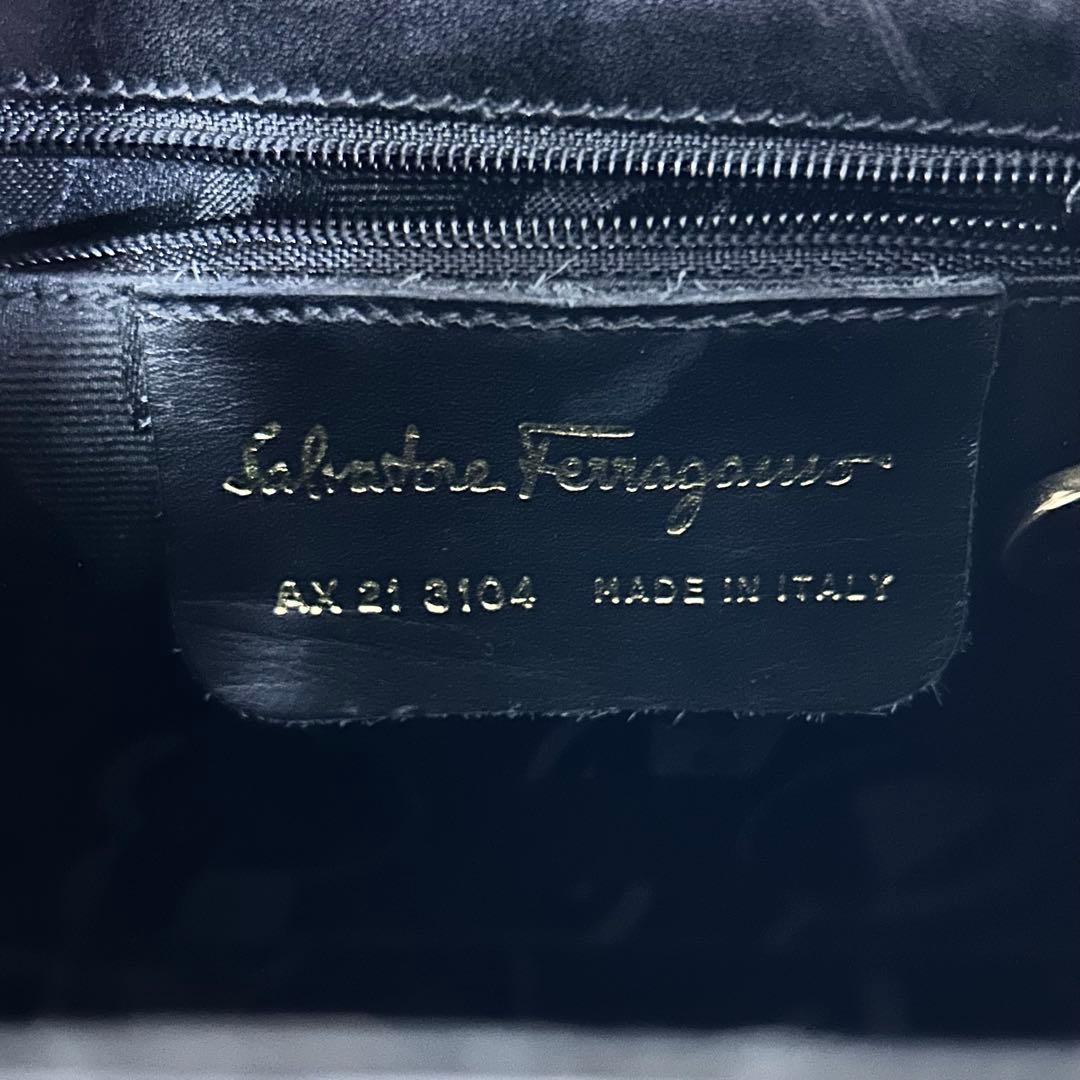 Salvatore Ferragamo
AX 21 3104 MADE IN ITALY